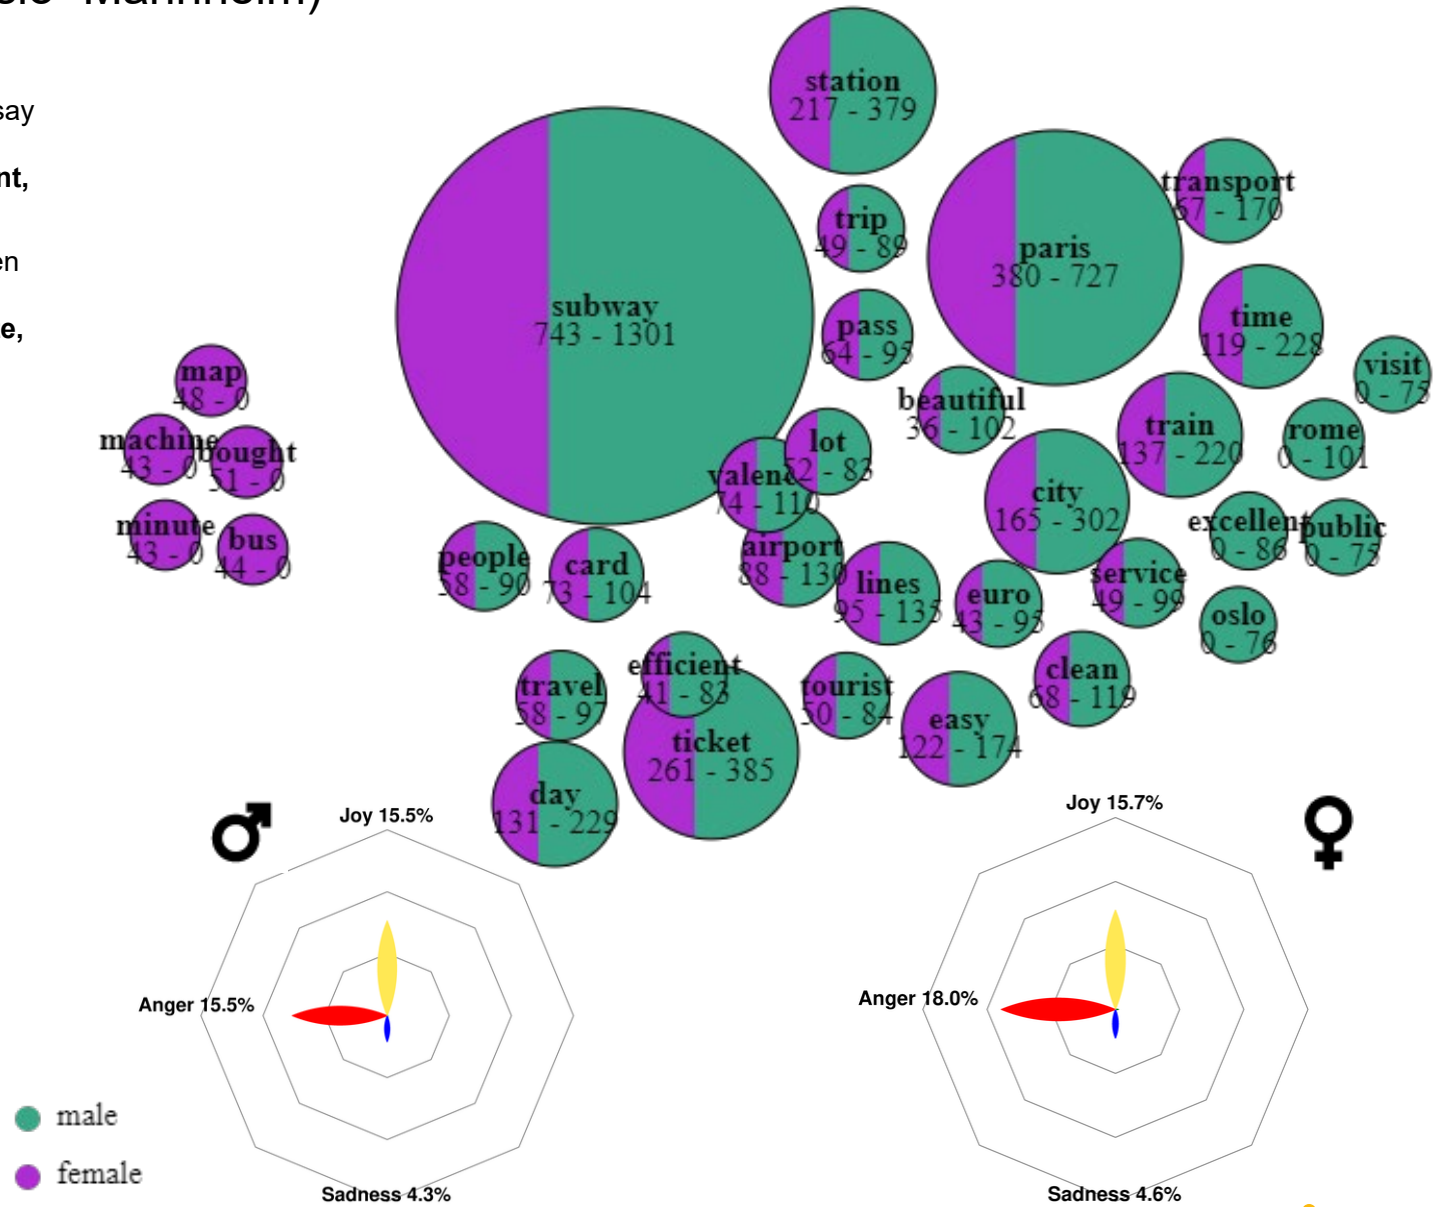 station
217 - 379
say
nt,
en
e,
transport
67 - 170
trip
49 - 89
paris
380 - 727
subway
743 - 1301
pass
64 - 95
time
119 - 228
visit
0 - 75
map
48 - 0
beautiful
36 - 102
machine
43 - 0
bought
51 - 0
lot
52 - 83
train
137 - 220
rome
0 - 101
74 - 110
city
165 - 302
minute
43 - 0
bus
44 - 0
people
58 - 90
card
73 - 104
airport
88 - 130
lines
95 - 135
euro
43 - 95
service
49 - 99
excellent
0 - 86
public
0 - 75
oslo
0 - 76
travel
58 - 97
efficient
41 - 83
ticket
261 - 385
tourist
50 - 84
easy
122 - 174
clean
68 - 119
day
131 - 229
Joy 15.5%
Anger 15.5%
Sadness 4.3%
Joy 15.7%
Anger 18.0%
Sadness 4.6%
male
female